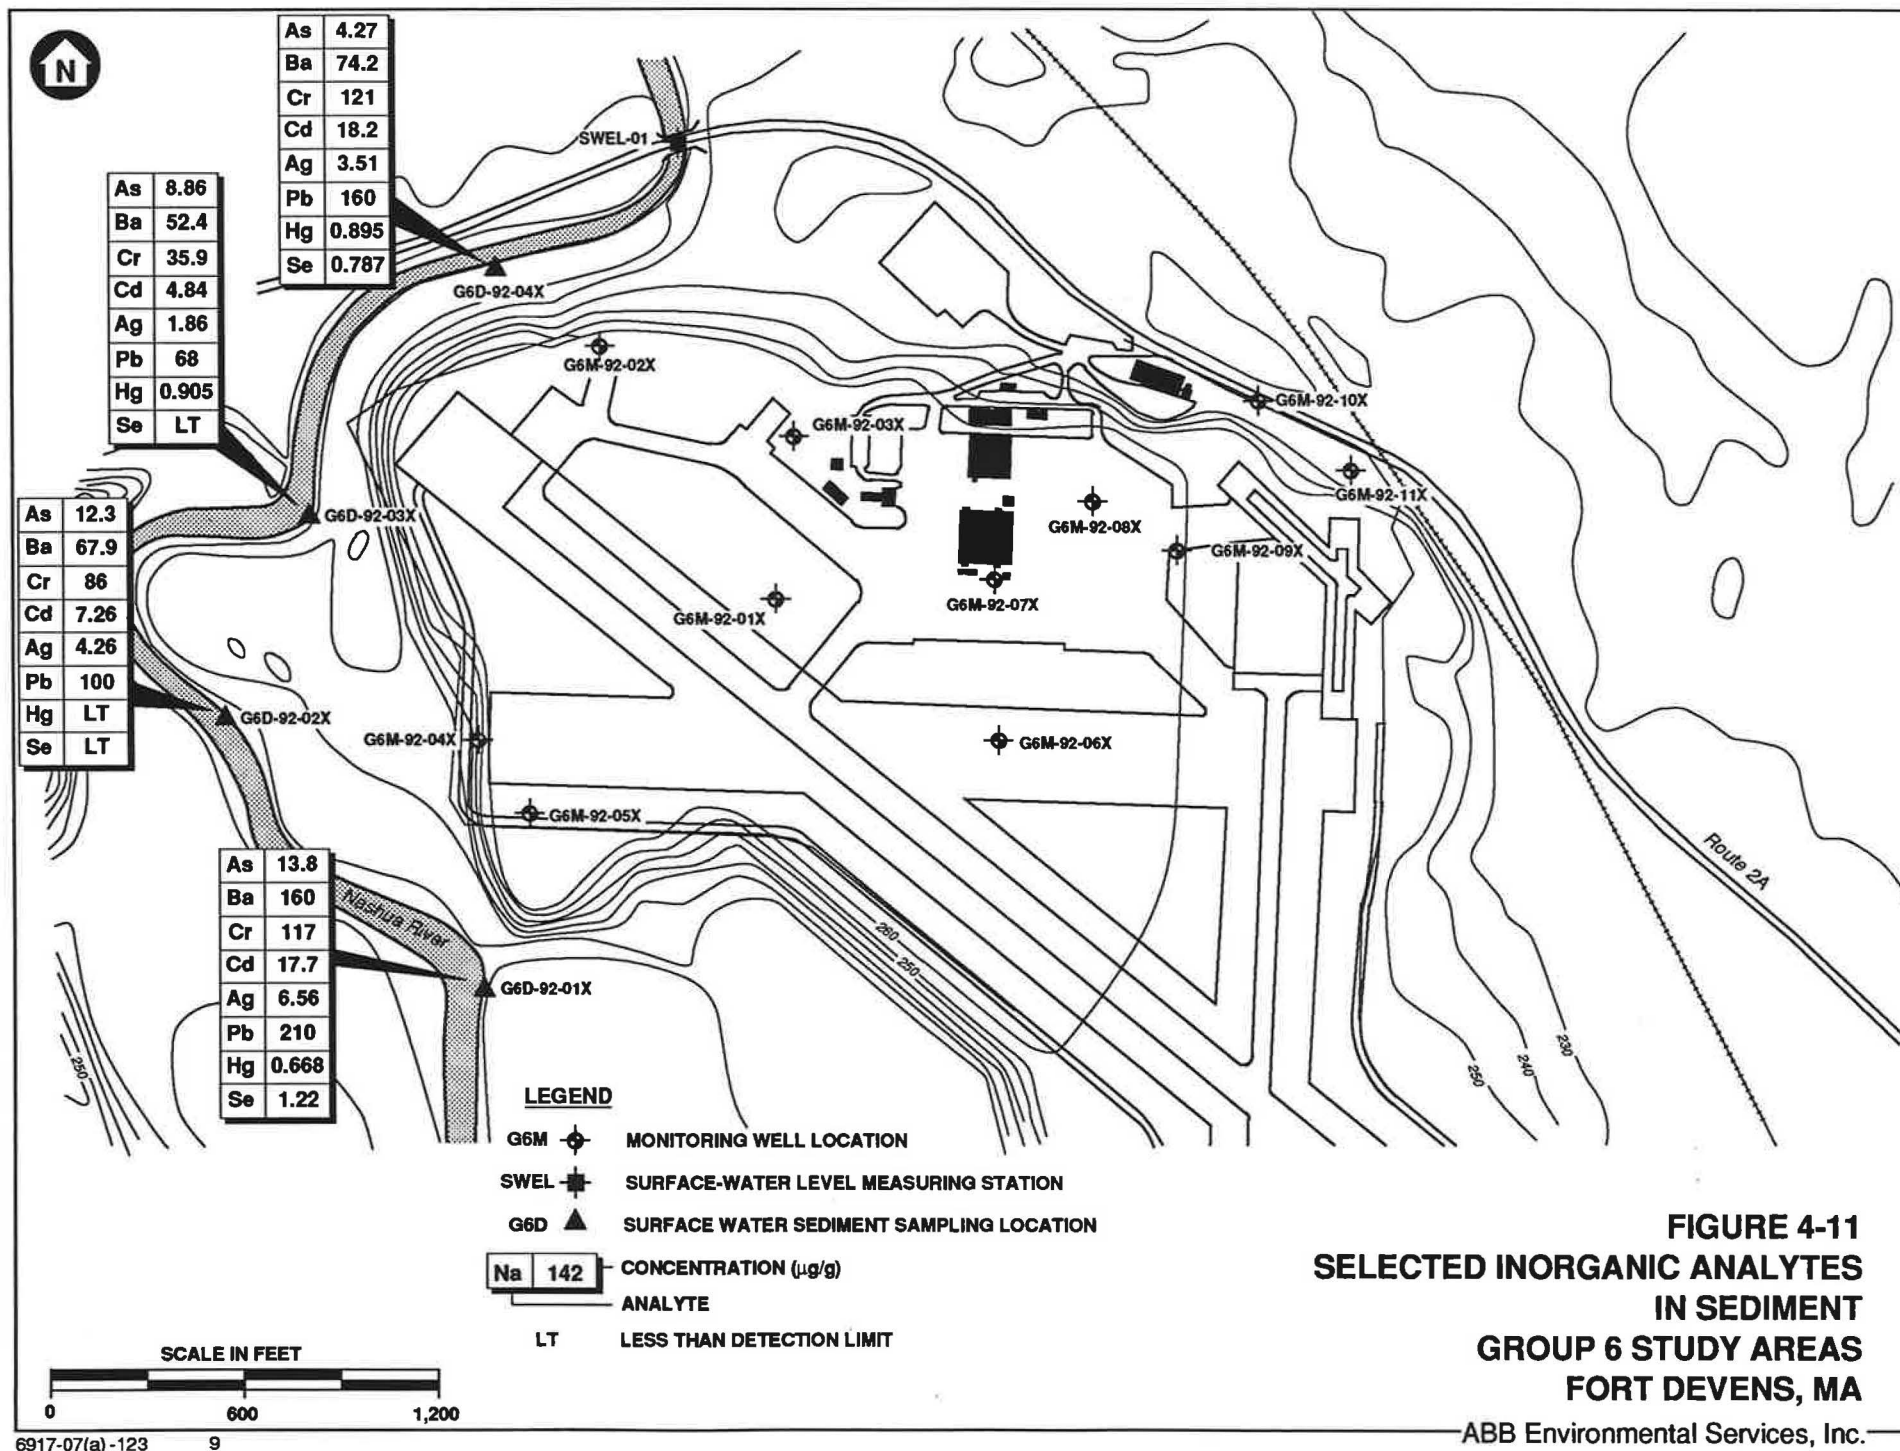 N
As 4.27
Ba 74.2
Cr 121
Cd 18.2
Ag 3.51
Pb 160
Hg 0.895
Se 0.787
As 8.86
Ba 52.4
Cr 35.9
Cd 4.84
Ag 1.86
Pb 68
Hg 0.905
Se LT
As 12.3
Ba 67.9
Cr 86
Cd 7.26
Ag 4.26
Pb 100
Hg LT
Se LT
As 13.8
Ba 160
Cr 117
Cd 17.7
Ag 6.56
Pb 210
Hg 0.668
Se 1.22
SWEL-01
G6D-92-04X
G6M-92-02X
G6M-92-03X
G6M-92-10X
G6M-92-11X
G6D-92-03X
G6M-92-08X
G6M-92-09X
G6M-92-07X
G6M-92-01X
G6D-92-02X
G6M-92-04X
G6M-92-06X
G6M-92-05X
Route 2A
Nashua River
G6D-92-01X
260
250
250
250
240
230
LEGEND
G6M MONITORING WELL LOCATION
SWEL SURFACE-WATER LEVEL MEASURING STATION
G6D SURFACE WATER SEDIMENT SAMPLING LOCATION
Na 142 CONCENTRATION (µg/g)
ANALYTE
LT LESS THAN DETECTION LIMIT
SCALE IN FEET
0 600 1,200
FIGURE 4-11
SELECTED INORGANIC ANALYTES
IN SEDIMENT
GROUP 6 STUDY AREAS
FORT DEVENS, MA
ABB Environmental Services, Inc.
6917-07(a) -123 9